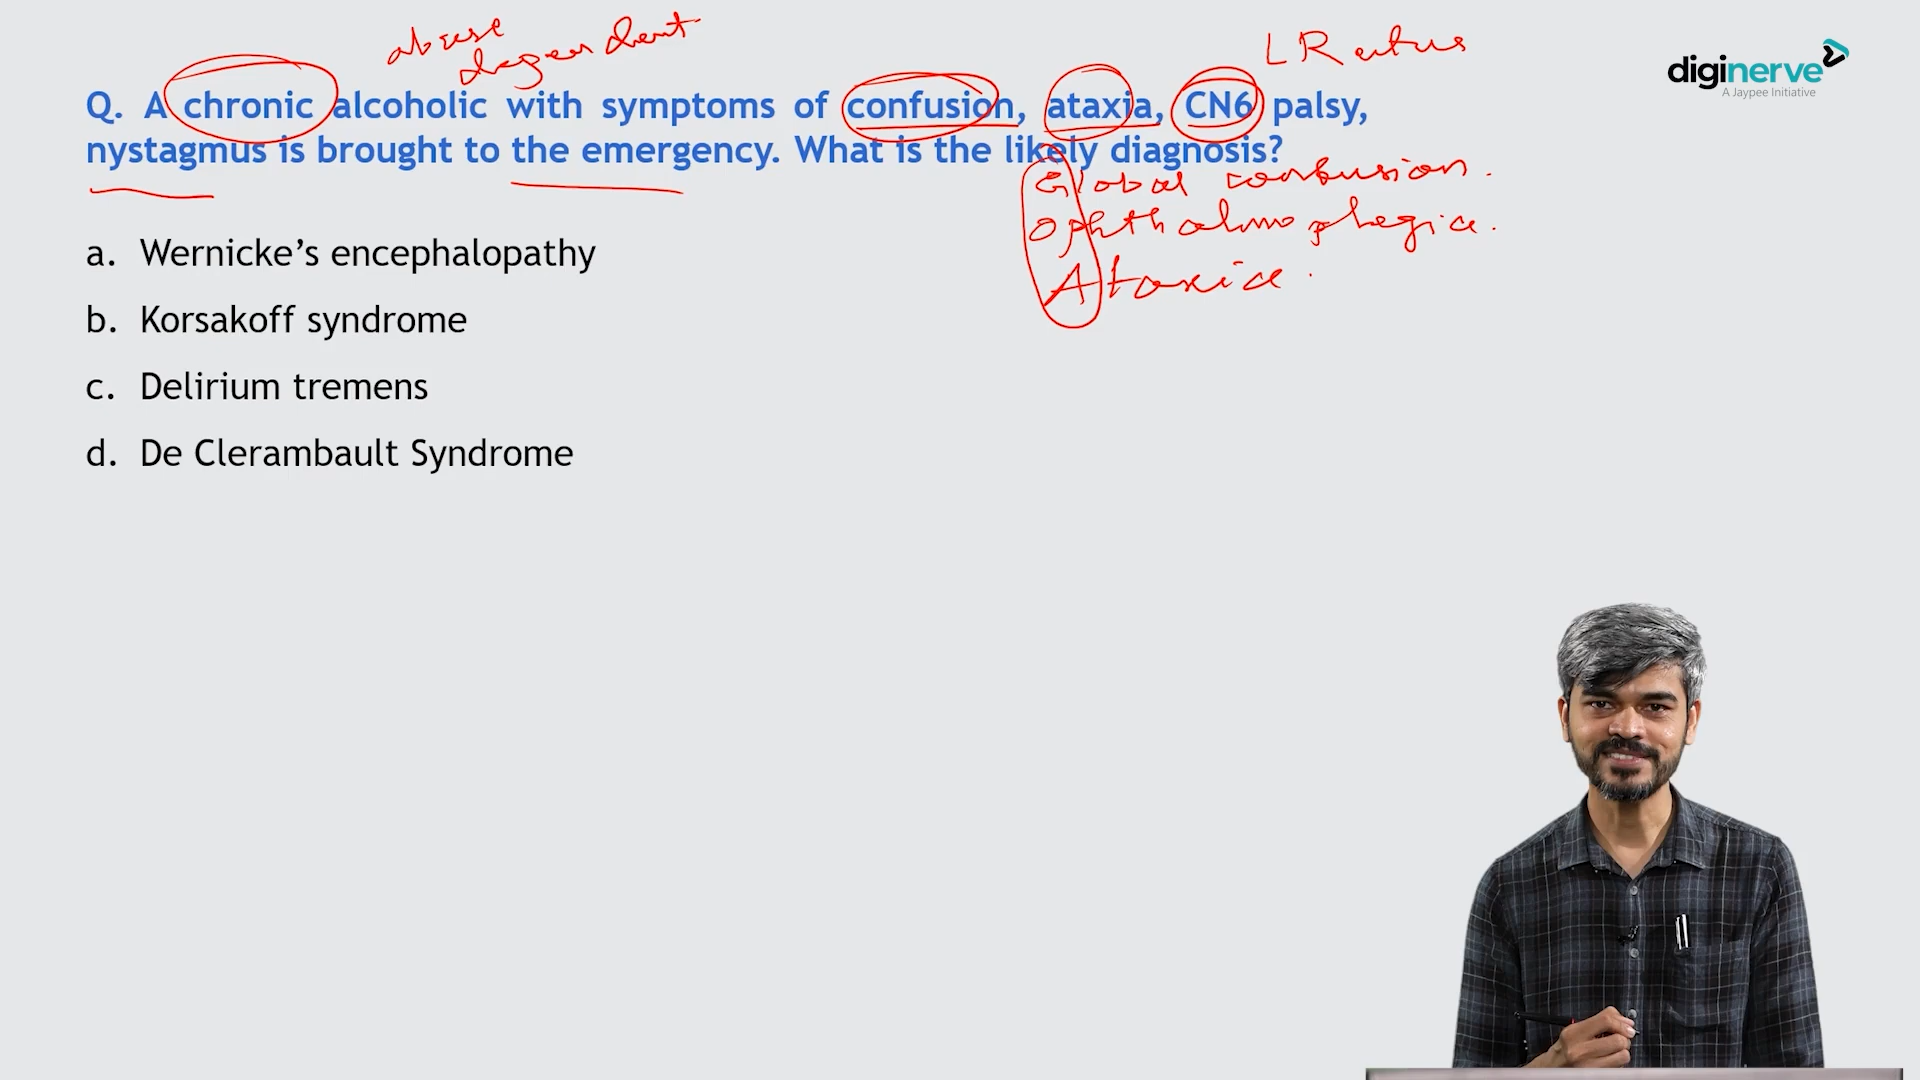 abuse
dependent
L Rectus
diginerve
A Jaypee Initiative
Q. A chronic alcoholic with symptoms of confusion, ataxia, CN6 palsy,
nystagmus is brought to the emergency. What is the likely diagnosis?
Global confusion.
Ataxia.
a. Wernicke’s encephalopathy
b. Korsakoff syndrome
c. Delirium tremens
d. De Clerambault Syndrome